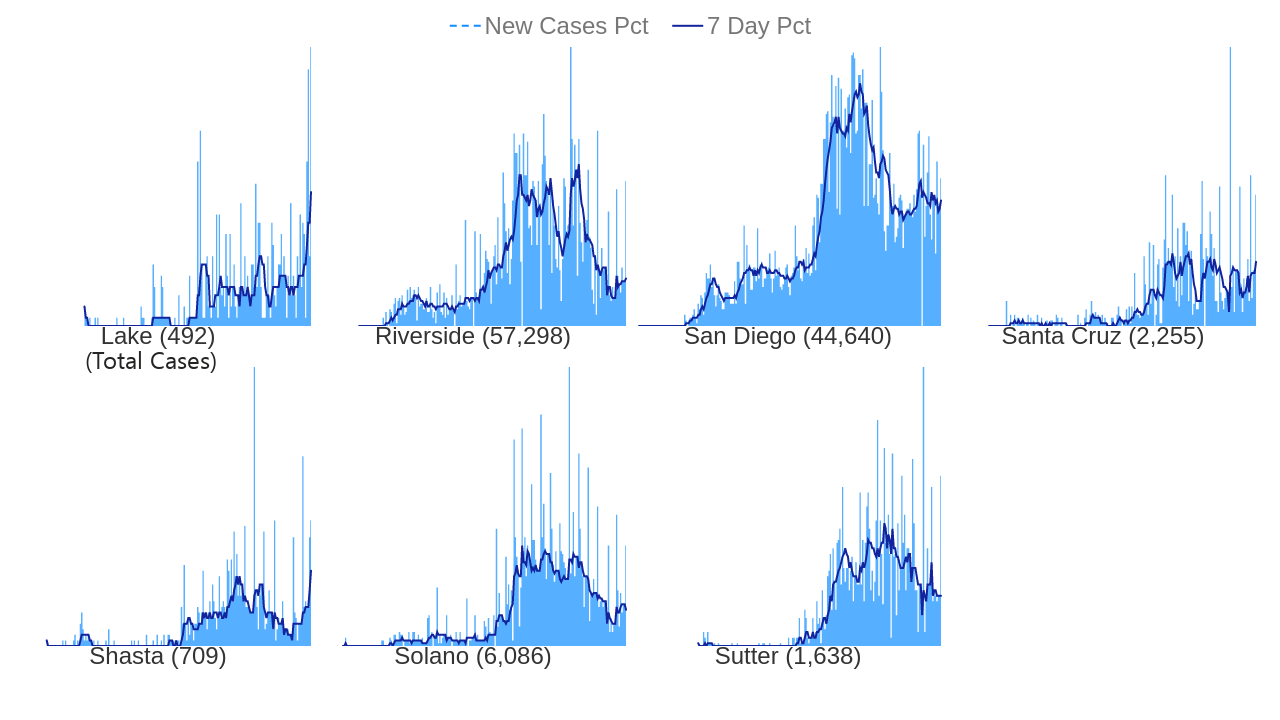 New Cases Pct 7 Day Pct
Lake (492) Riverside (57,298) San Diego (44,640) Santa Cruz (2,255)
(Total Cases)
Shasta (709) Solano (6,086) Sutter (1,638)